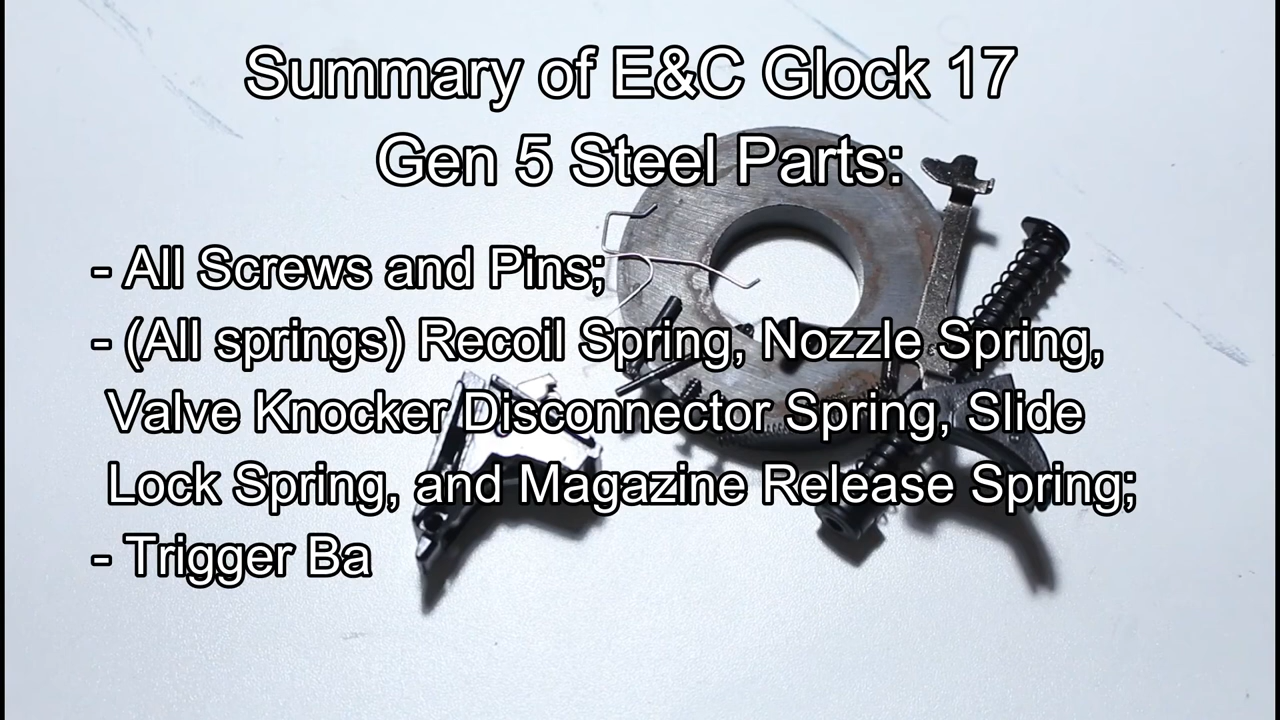 Summary of E&C Glock 17
Gen 5 Steel Parts:
- All Screws and Pins;
- (All springs) Recoil Spring, Nozzle Spring,
Valve Knocker Disconnector Spring, Slide
Lock Spring, and Magazine Release Spring;
- Trigger Ba